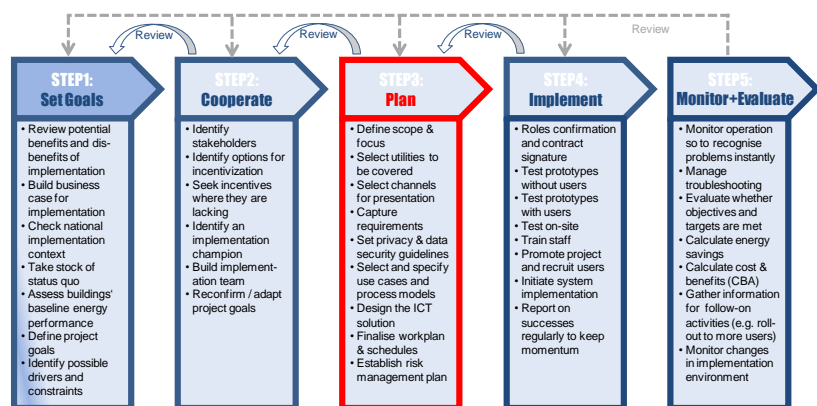 Review
Review
Review
Review
STEP1:
Set Goals
• Review potential
benefits and dis-
benefits of
implementation
• Build business
case for
implementation
• Check national
implementation
context
• Take stock of
status quo
• Assess buildings'
baseline energy
performance
• Define project
goals
• Identify possible
drivers and
constraints
STEP2:
Cooperate
• Identify
stakeholders
• Identify options for
incentivization
• Seek incentives
where they are
lacking
• Identify an
implementation
champion
• Build implement-
ation team
• Reconfirm / adapt
project goals
STEP3:
Plan
• Define scope &
focus
• Select utilities to
be covered
• Select channels
for presentation
• Capture
requirements
• Set privacy & data
security guidelines
• Select and specify
use cases and
process models
• Design the ICT
solution
• Finalise workplan
& schedules
• Establish risk
management plan
STEP4:
Implement
• Roles confirmation
and contract
signature
• Test prototypes
without users
• Test prototypes
with users
• Test on-site
• Train staff
• Promote project
and recruit users
• Initiate system
implementation
• Report on
successes
regularly to keep
momentum
STEP5:
Monitor+Evaluate
• Monitor operation
so to recognise
problems instantly
• Manage
troubleshooting
• Evaluate whether
objectives and
targets are met
• Calculate energy
savings
• Calculate cost &
benefits (CBA)
• Gather information
for follow-on
activities (e.g. roll-
out to more users)
• Monitor changes
in implementation
environment